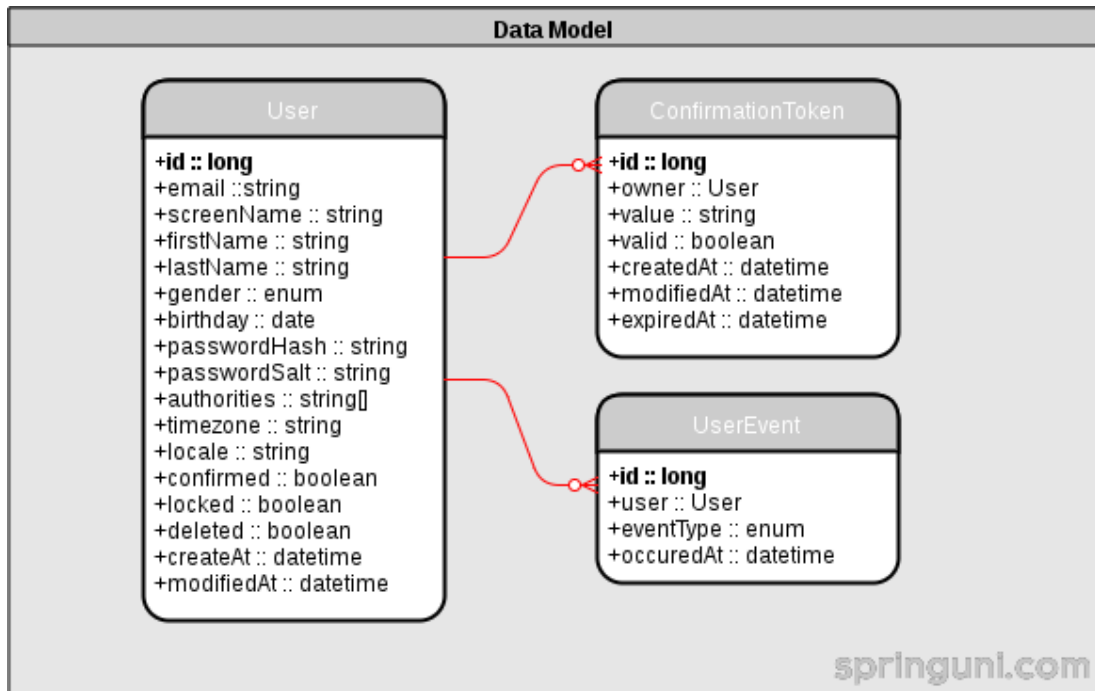 Data Model
User
+id :: long
+email ::string
+screenName :: string
+firstName :: string
+lastName :: string
+gender :: enum
+birthday :: date
+passwordHash :: string
+passwordSalt :: string
+authorities :: string[]
+timezone :: string
+locale :: string
+confirmed :: boolean
+locked :: boolean
+deleted :: boolean
+createAt :: datetime
+modifiedAt :: datetime
ConfirmationToken
+id :: long
+owner :: User
+value :: string
+valid :: boolean
+createdAt :: datetime
+modifiedAt :: datetime
+expiredAt :: datetime
UserEvent
+id :: long
+user :: User
+eventType :: enum
+occuredAt :: datetime
springuni.com